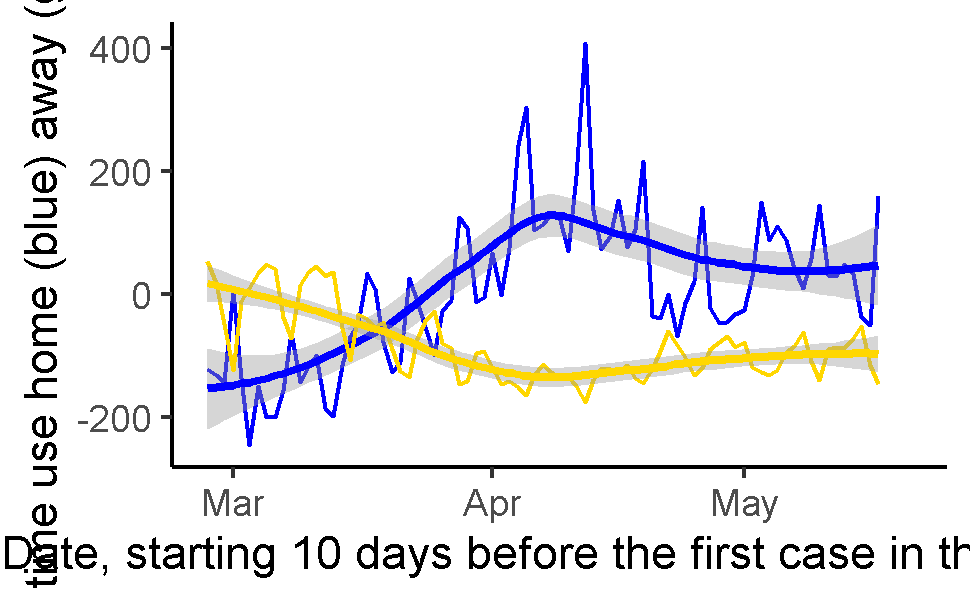 time use home (blue) away (
400
200
0
-200
Mar Apr May
Date, starting 10 days before the first case in th